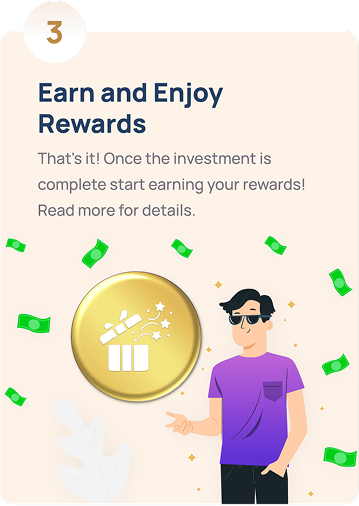 3
Earn and Enjoy
Rewards
That's it! Once the investment is
complete start earning your rewards!
Read more for details.